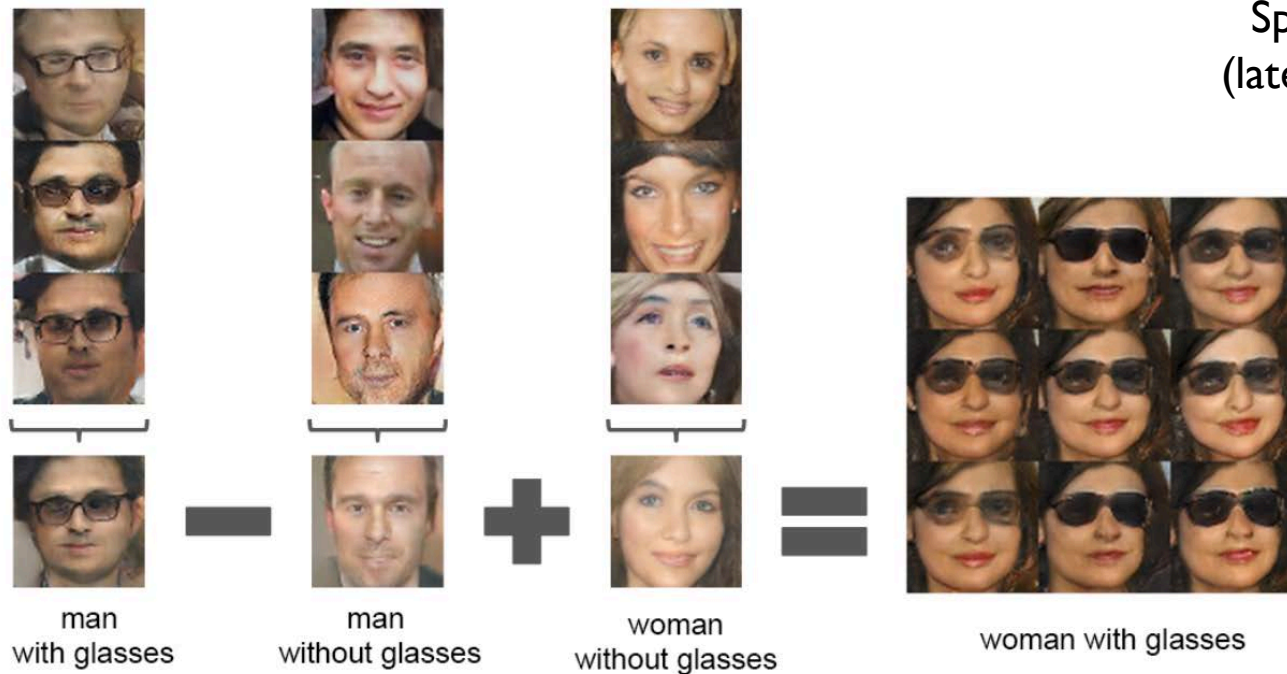 man
with glasses
man
without glasses
woman
without glasses
woman with glasses